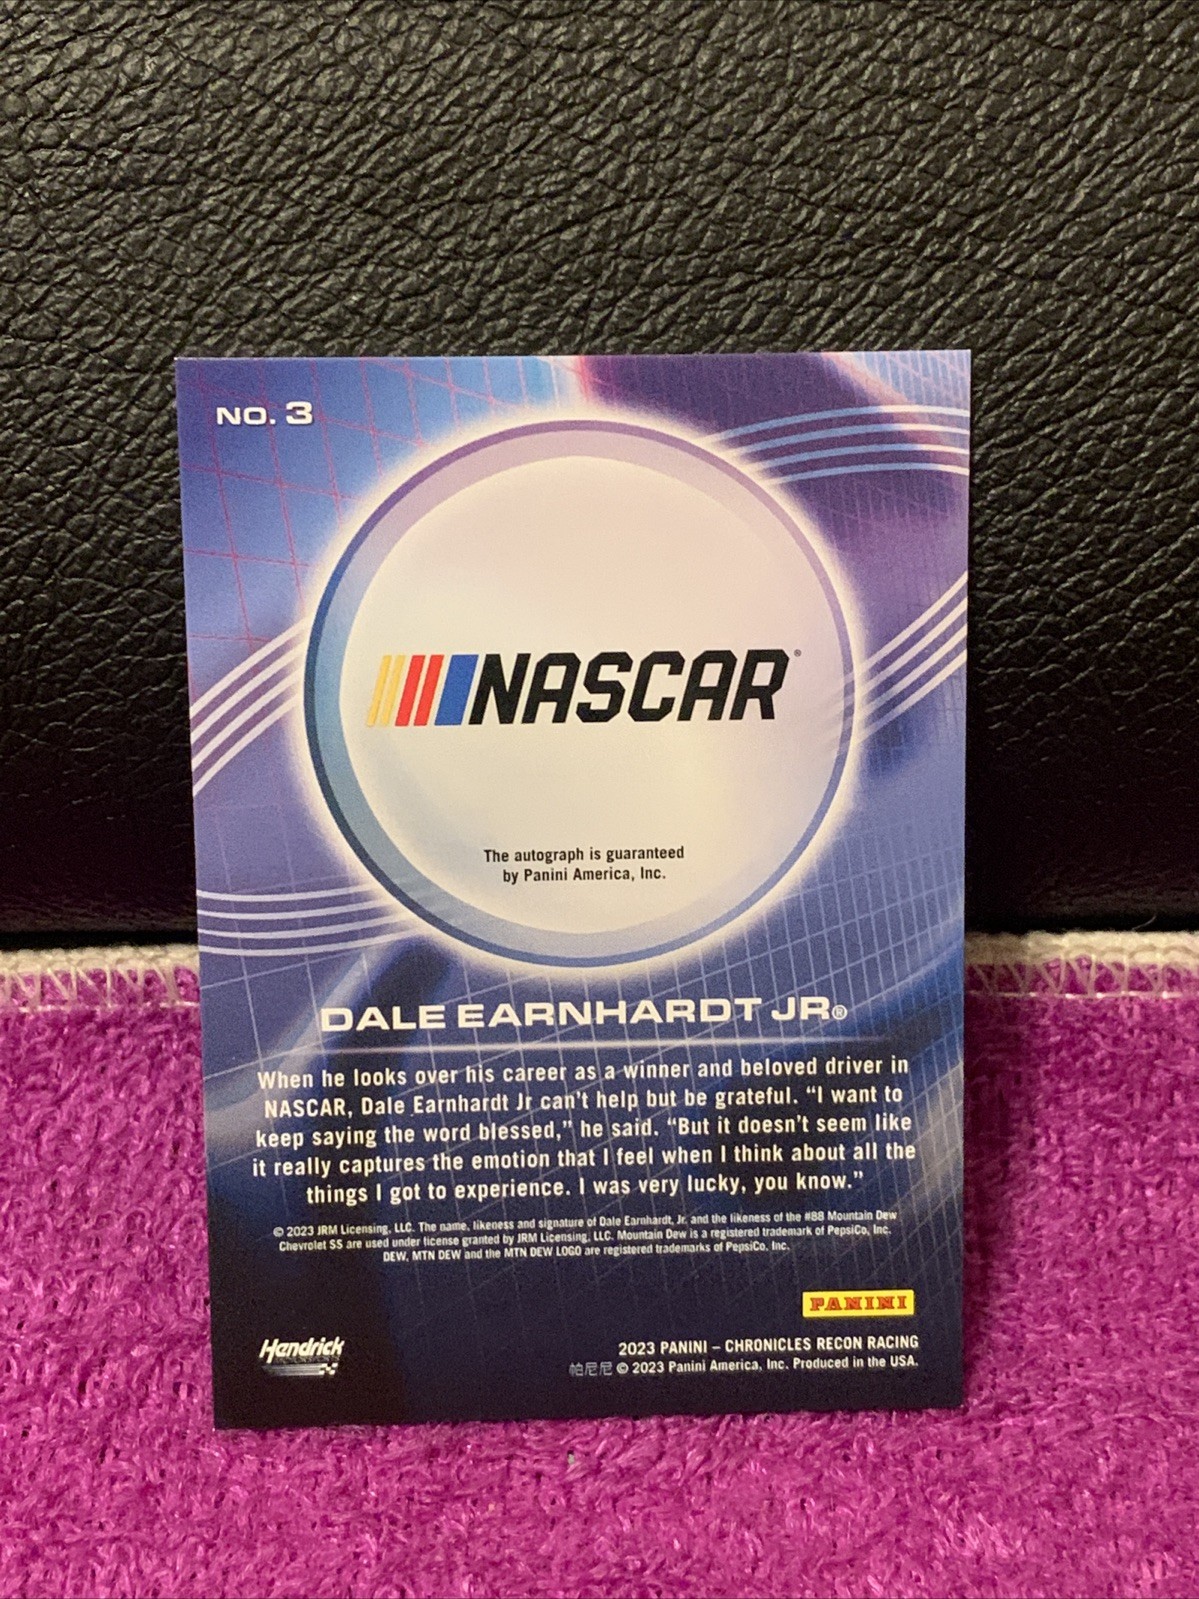 NO. 3
NASCAR®
The autograph is guaranteed
by Panini America, Inc.
DALE EARNHARDT JR®
When he looks over his career as a winner and beloved driver in
NASCAR, Dale Earnhardt Jr can't help but be grateful. “I want to
keep saying the word blessed,” he said. “But it doesn't seem like
it really captures the emotion that I feel when I think about all the
things I got to experience. I was very lucky, you know.”
© 2023 JRM Licensing, LLC. The name, likeness and signature of Dale Earnhardt, Jr. and the likeness of the #88 Mountain Dew
Chevrolet SS are used under license granted by JRM Licensing, LLC. Mountain Dew is a registered trademark of PepsiCo, Inc.
DEW, MTN DEW and the MTN DEW LOGO are registered trademarks of PepsiCo, Inc.
PANINI
Hendrick
2023 PANINI – CHRONICLES RECON RACING
帕尼尼 © 2023 Panini America, Inc. Produced in the USA.